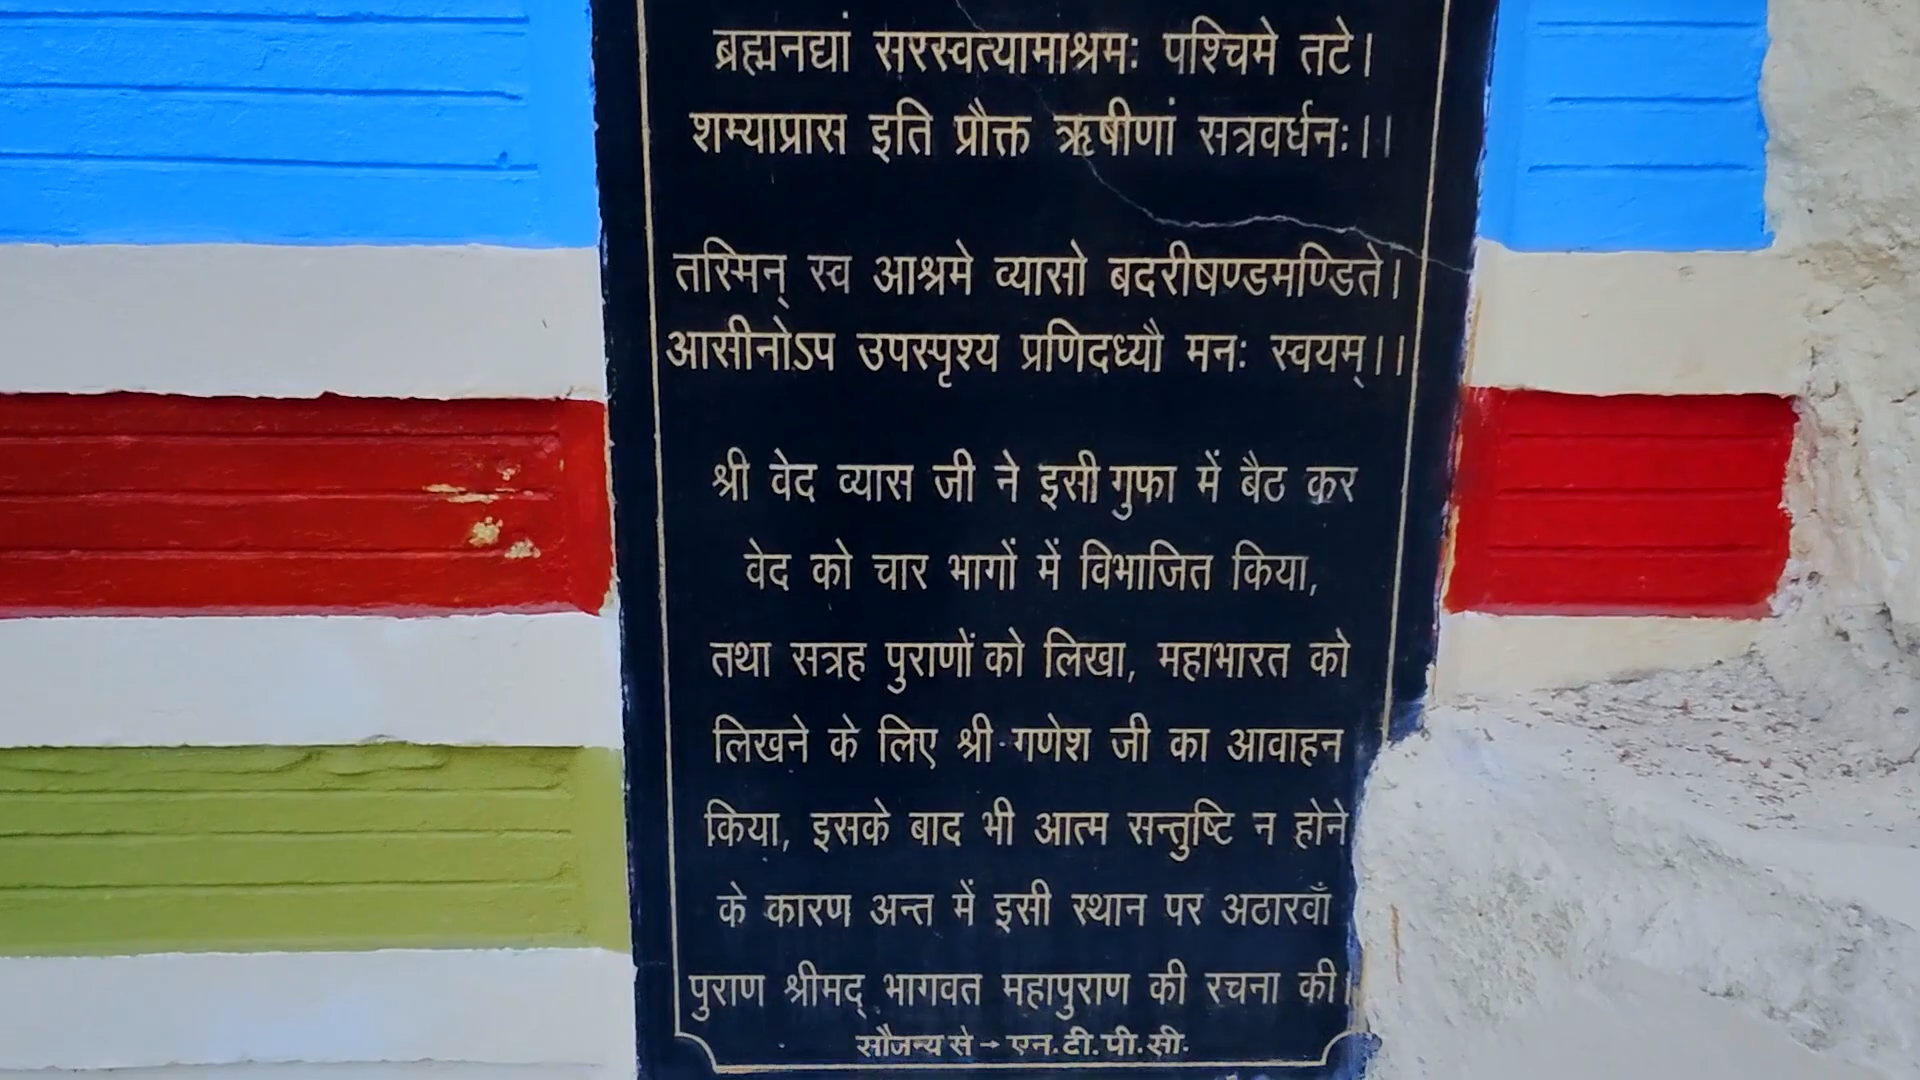 ब्रह्मनद्यां सरस्वत्यामाश्रमः पश्चिमे तटे।
शम्याप्रास इति प्रौक्त ऋषीणां सत्रवर्धनः।।
तस्मिन् स्व आश्रमे व्यासो बदरीषण्डमण्डिते।
आसीनोऽप उपस्पृश्य प्रणिदध्यौ मनः स्वयम्।।
श्री वेद व्यास जी ने इसी गुफा में बैठ कर
वेद को चार भागों में विभाजित किया,
तथा सत्रह पुराणों को लिखा, महाभारत को
लिखने के लिए श्री गणेश जी का आवाहन
किया, इसके बाद भी आत्म सन्तुष्टि न होने
के कारण अन्त में इसी स्थान पर अठारवाँ
पुराण श्रीमद् भागवत महापुराण की रचना की।
सौजन्य से → एन.टी.पी.सी.